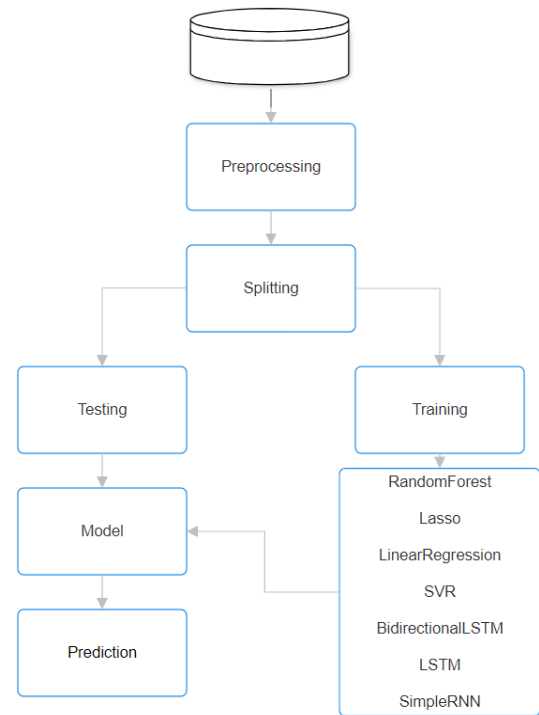 Preprocessing
Splitting
Testing
Training
RandomForest
Lasso
LinearRegression
SVR
BidirectionalLSTM
LSTM
SimpleRNN
Model
Prediction